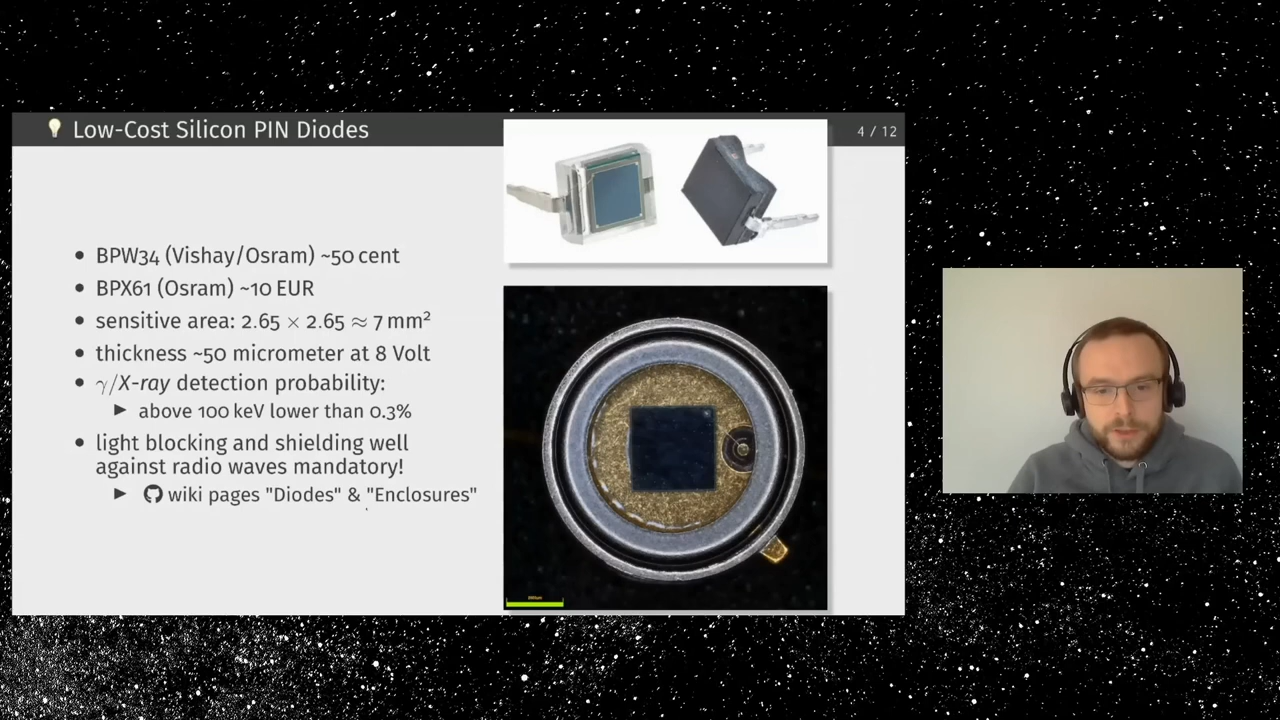 Low-Cost Silicon PIN Diodes
4 / 12
• BPW34 (Vishay/Osram) ~50 cent
• BPX61 (Osram) ~10 EUR
• sensitive area: 2.65 × 2.65 ≈ 7 mm²
• thickness ~50 micrometer at 8 Volt
• γ/X-ray detection probability:
▶ above 100 keV lower than 0.3%
• light blocking and shielding well
against radio waves mandatory!
▶ wiki pages "Diodes" & "Enclosures"